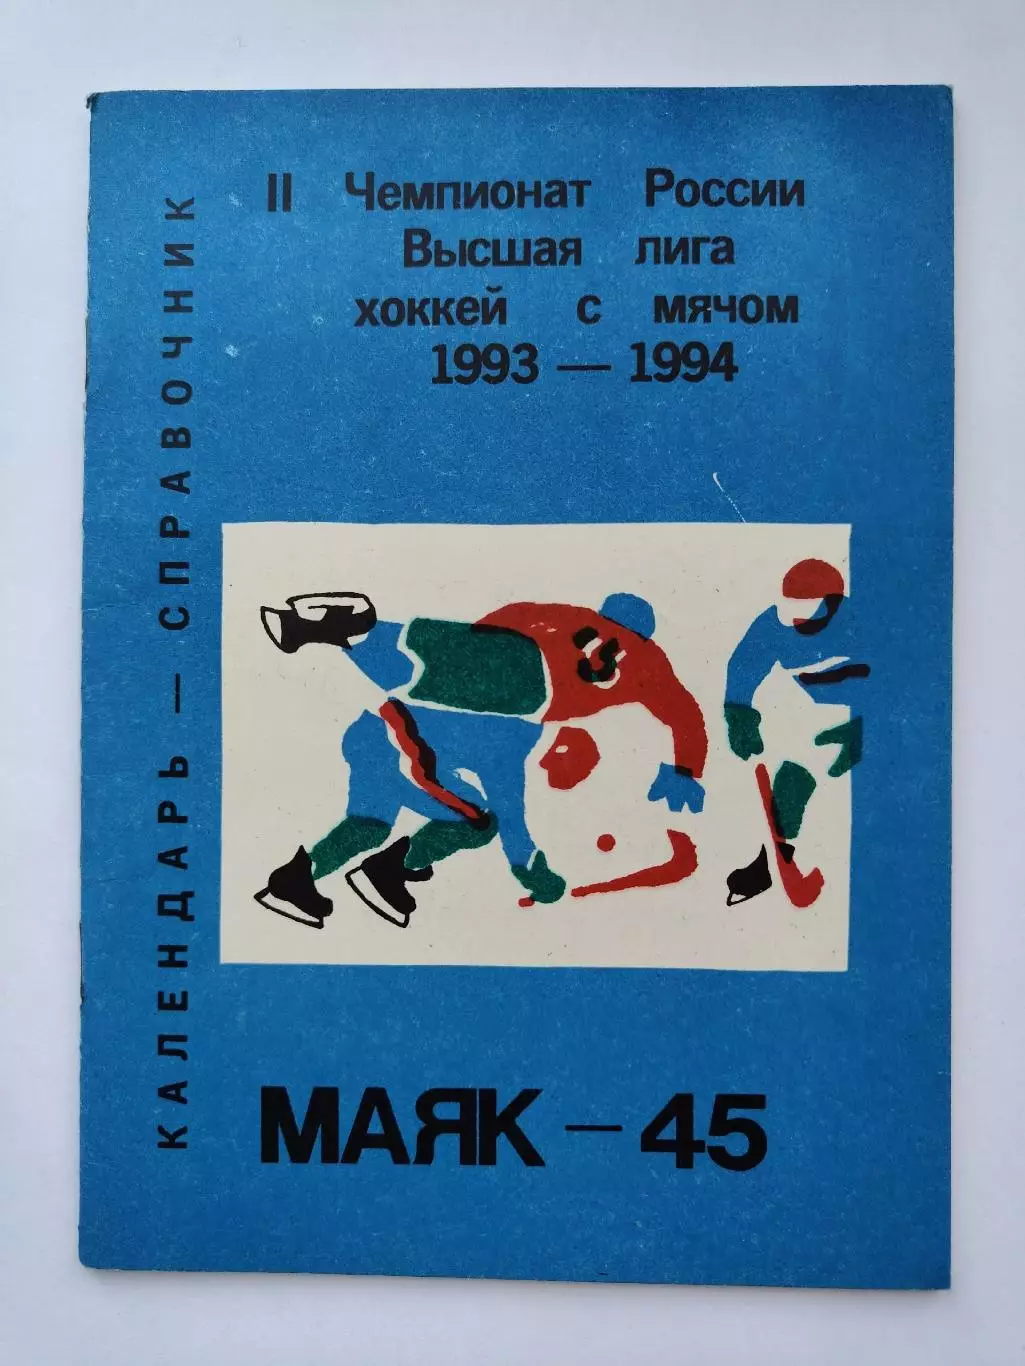 II Чемпионат России
Высшая лига
хоккей с мячом
1993 — 1994
КАЛЕНДАРЬ — СПРАВОЧНИК
МАЯК — 45